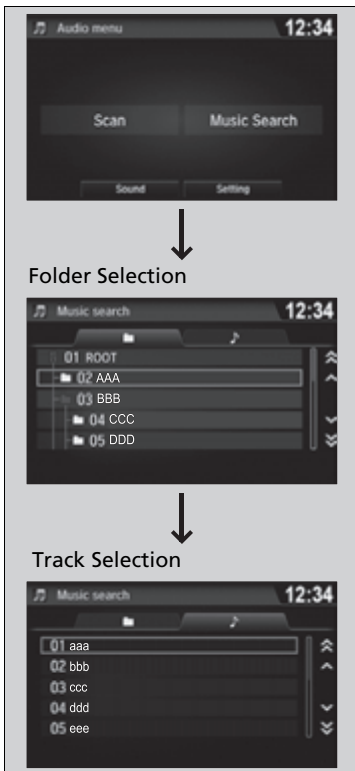 Audio menu 12:34
Scan Music Search
Sound Setting
Folder Selection
Music search 12:34
01 ROOT
02 AAA
03 BBB
04 CCC
05 DDD
Track Selection
Music search 12:34
01 aaa
02 bbb
03 ccc
04 ddd
05 eee